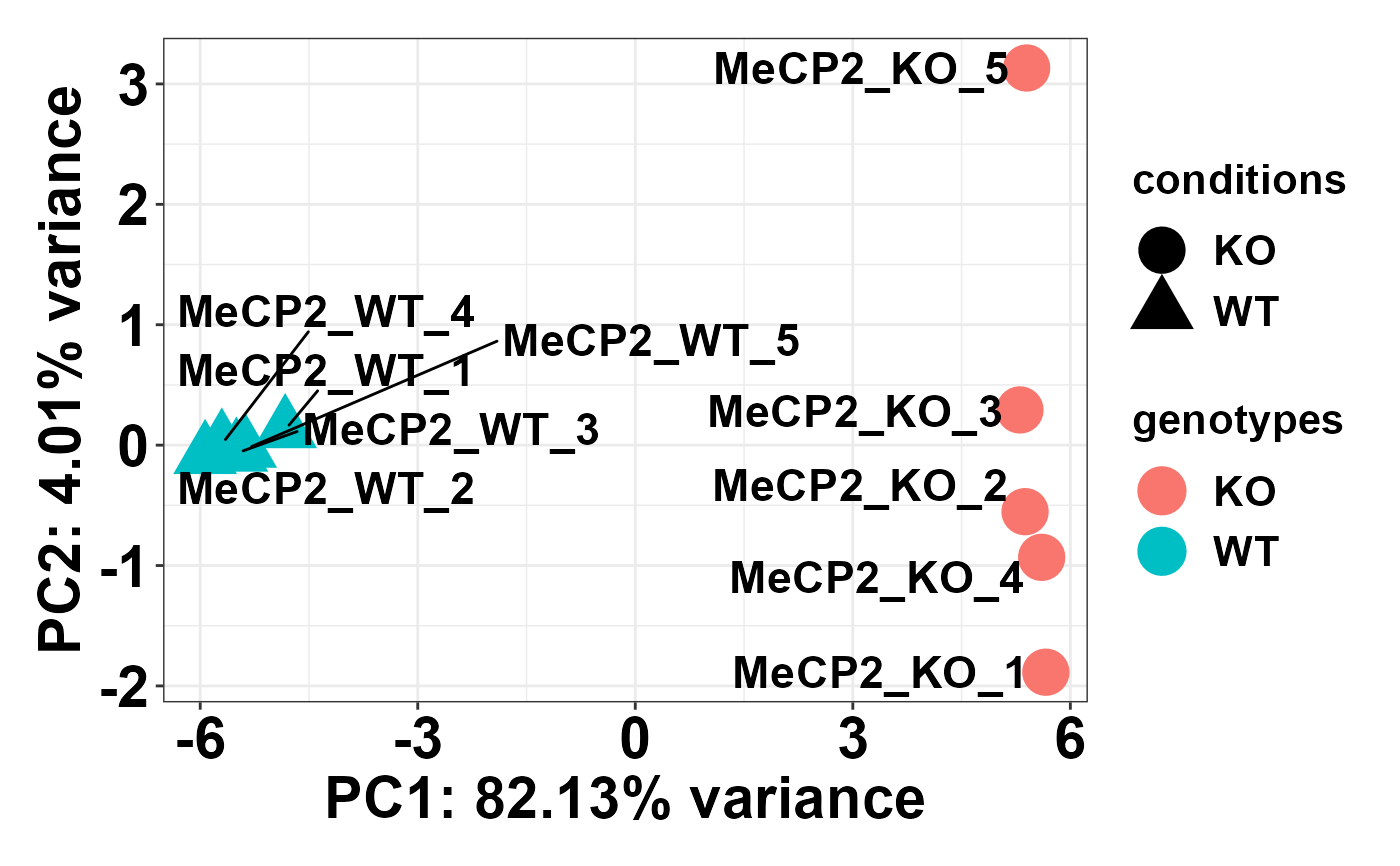 PC2: 4.01% variance
3
2
1
0
-1
-2
MeCP2_KO_5
MeCP2_WT_4
MeCP2_WT_5
MeCP2_WT_1
MeCP2_KO_3
MeCP2_WT_3
MeCP2_WT_2
MeCP2_KO_2
MeCP2_KO_4
MeCP2_KO_1
-6 -3 0 3 6
PC1: 82.13% variance
conditions
KO
WT
genotypes
KO
WT